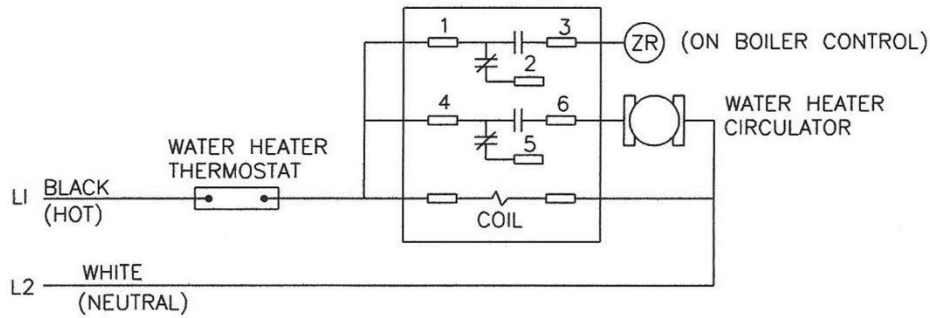 1
3
ZR
(ON BOILER CONTROL)
2
4
6
WATER HEATER
CIRCULATOR
5
WATER HEATER
THERMOSTAT
L1
BLACK
(HOT)
COIL
L2
WHITE
(NEUTRAL)